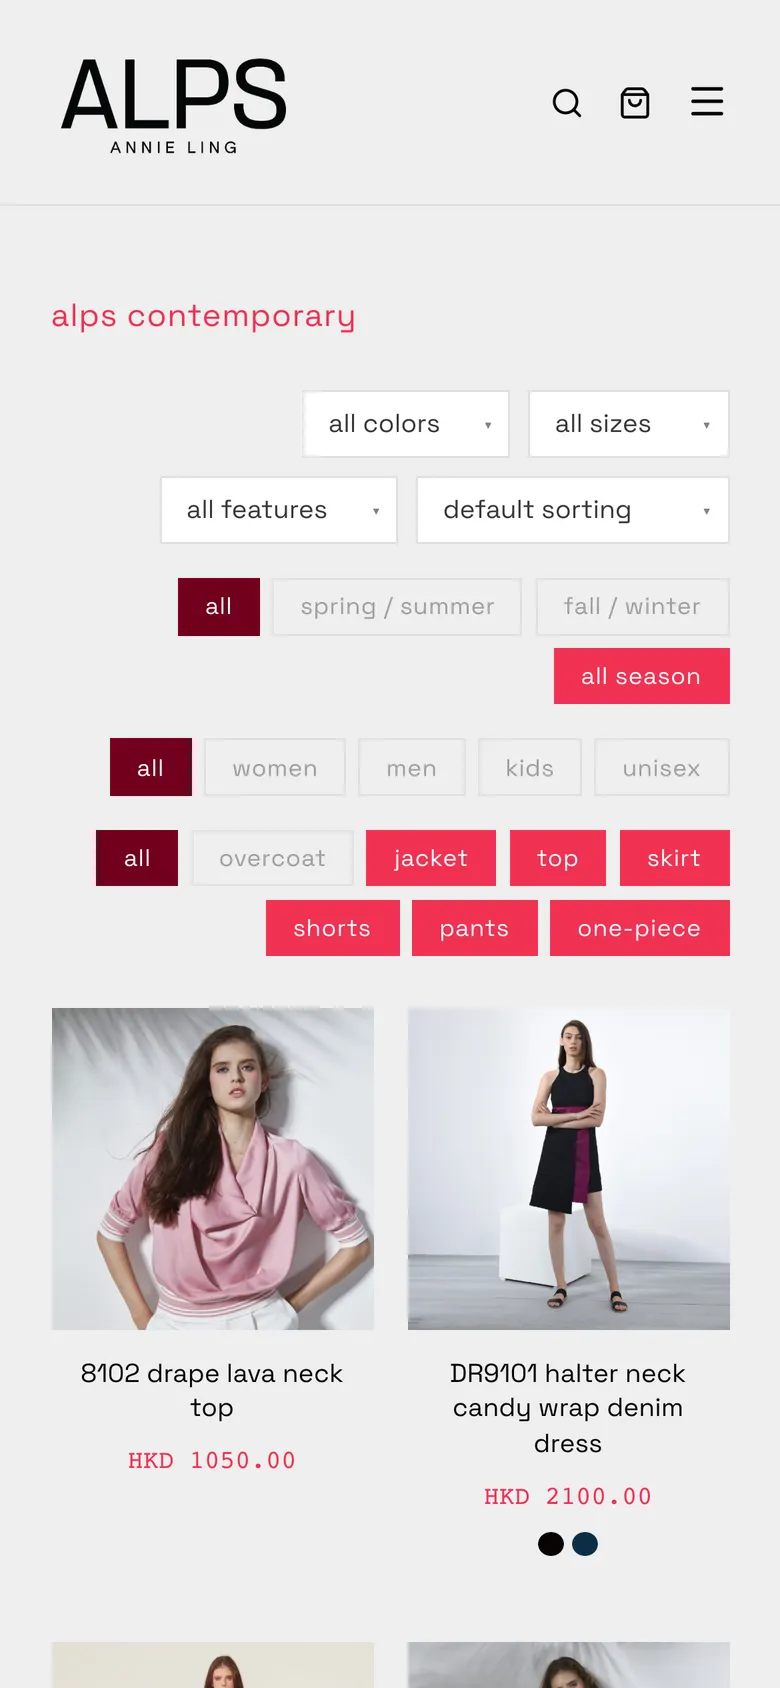 ALPS
ANNIE LING
alps contemporary
all colors
all sizes
all features
default sorting
all
spring / summer
fall / winter
all season
all
women
men
kids
unisex
all
overcoat
jacket
top
skirt
shorts
pants
one-piece
8102 drape lava neck
top
HKD 1050.00
DR9101 halter neck
candy wrap denim
dress
HKD 2100.00